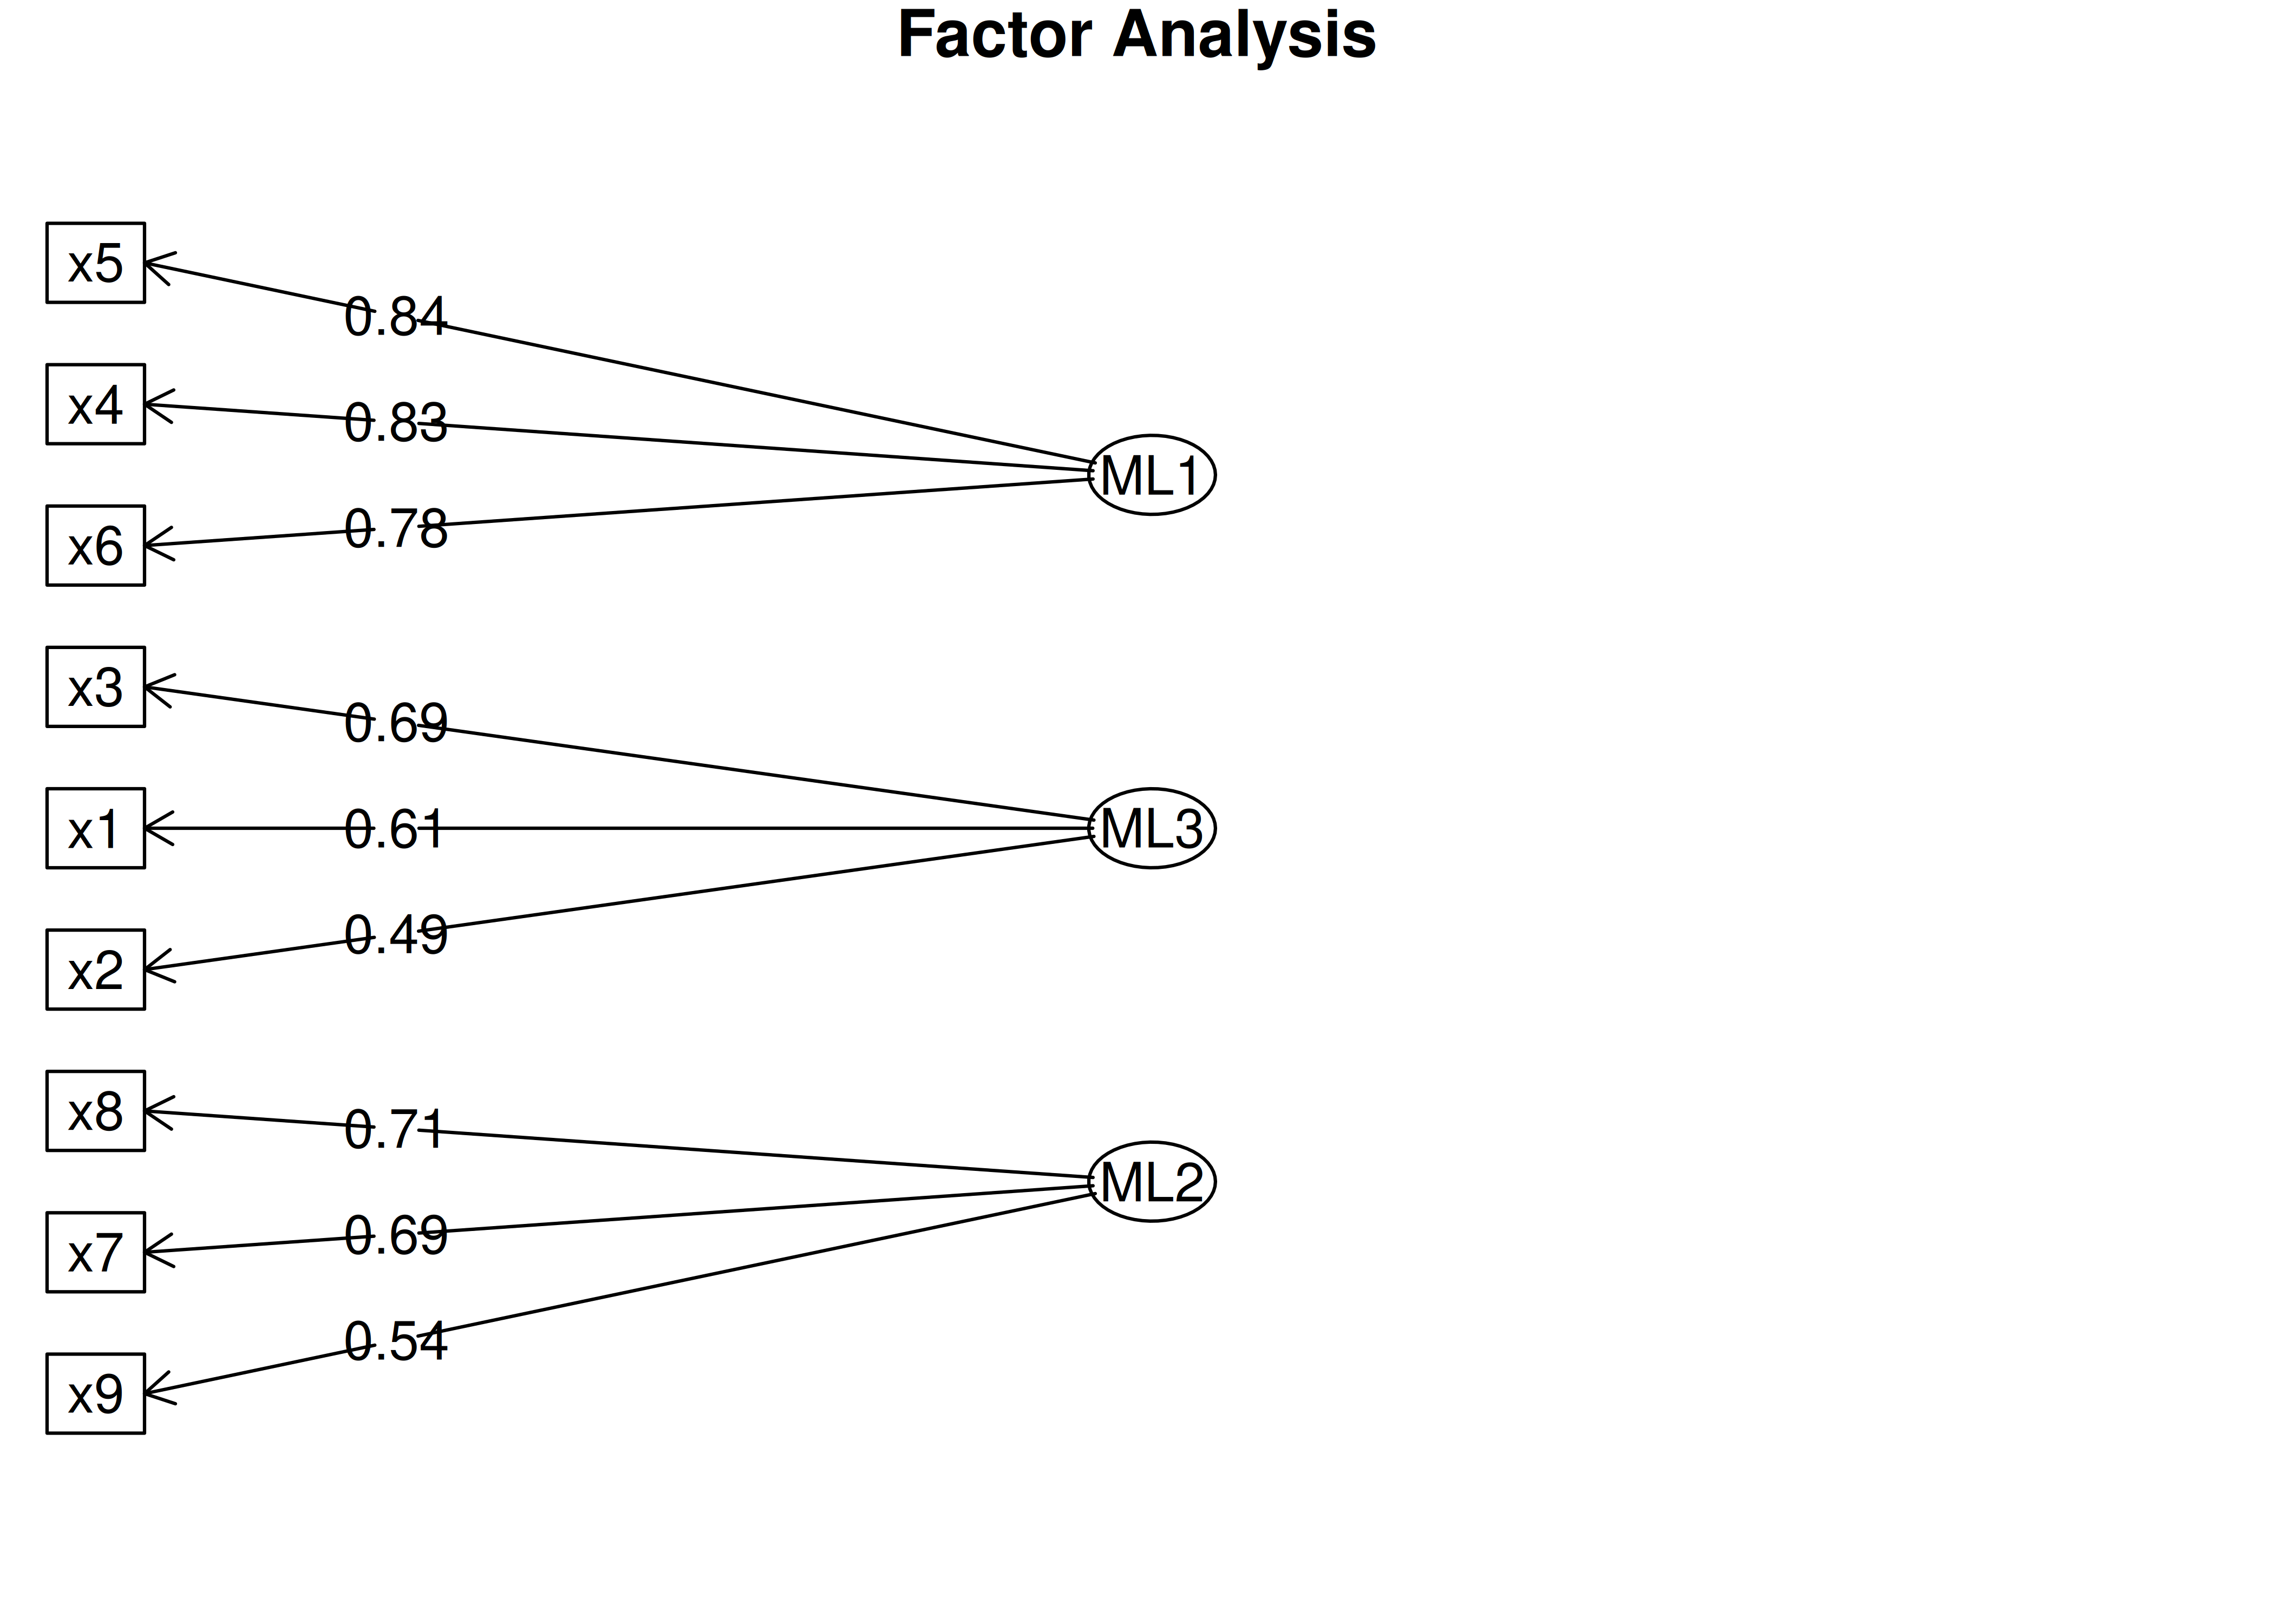 Factor Analysis
x5
0.84
x4
0.83
ML1
x6
0.78
x3
0.69
x1
0.61
ML3
x2
0.49
x8
0.71
ML2
x7
0.69
x9
0.54